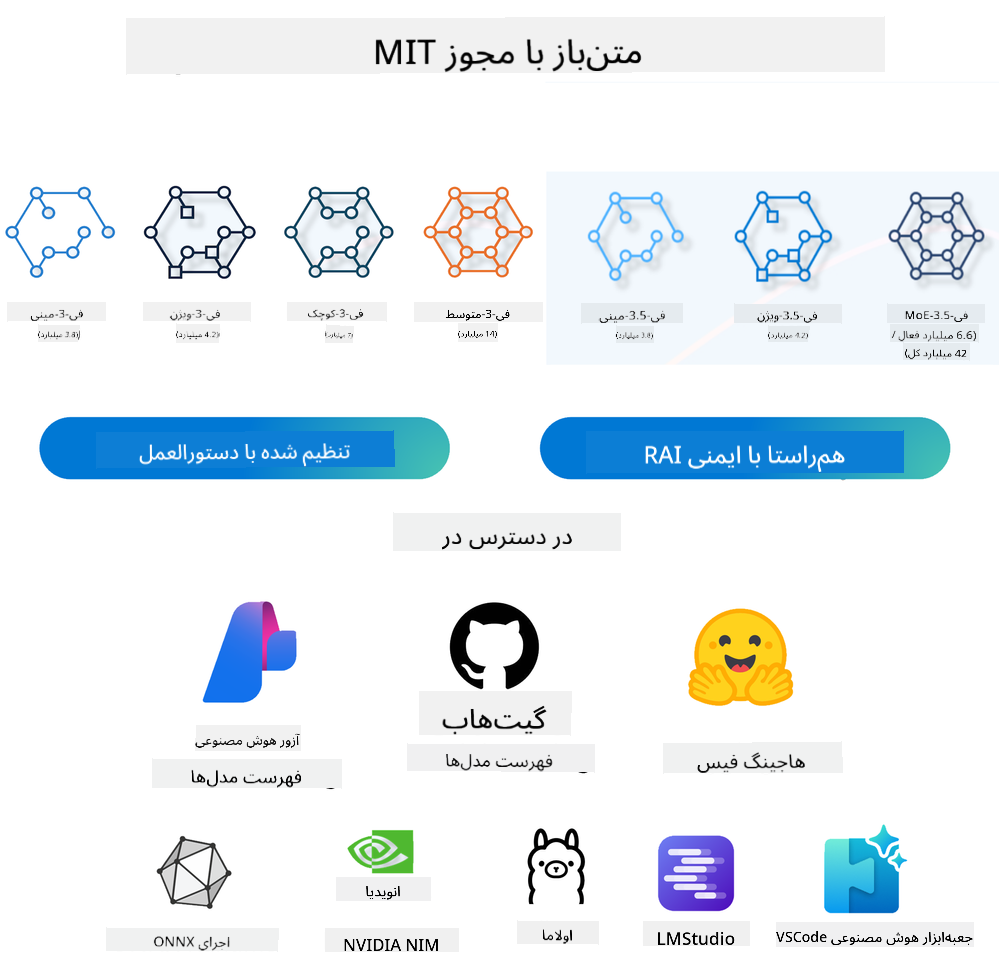 متن‌باز با مجوز MIT
فی-3-مینی
(3.8 میلیارد)
فی-3-ویژن
(4.2 میلیارد)
فی-3-کوچک
(7 میلیارد)
فی-3-متوسط
(14 میلیارد)
فی-3.5-مینی
(3.8 میلیارد)
فی-3.5-ویژن
(4.2 میلیارد)
فی-3.5-MoE
(6.6 میلیارد فعال /
42 میلیارد کل)
تنظیم شده با دستورالعمل
هم‌راستا با ایمنی RAI
در دسترس در
آزور هوش مصنوعی
فهرست مدل‌ها
گیت‌هاب
فهرست مدل‌ها
هاجینگ فیس
اجرای ONNX
انویدیا
NVIDIA NIM
اولاما
LMStudio
جعبه‌ابزار هوش مصنوعی VSCode